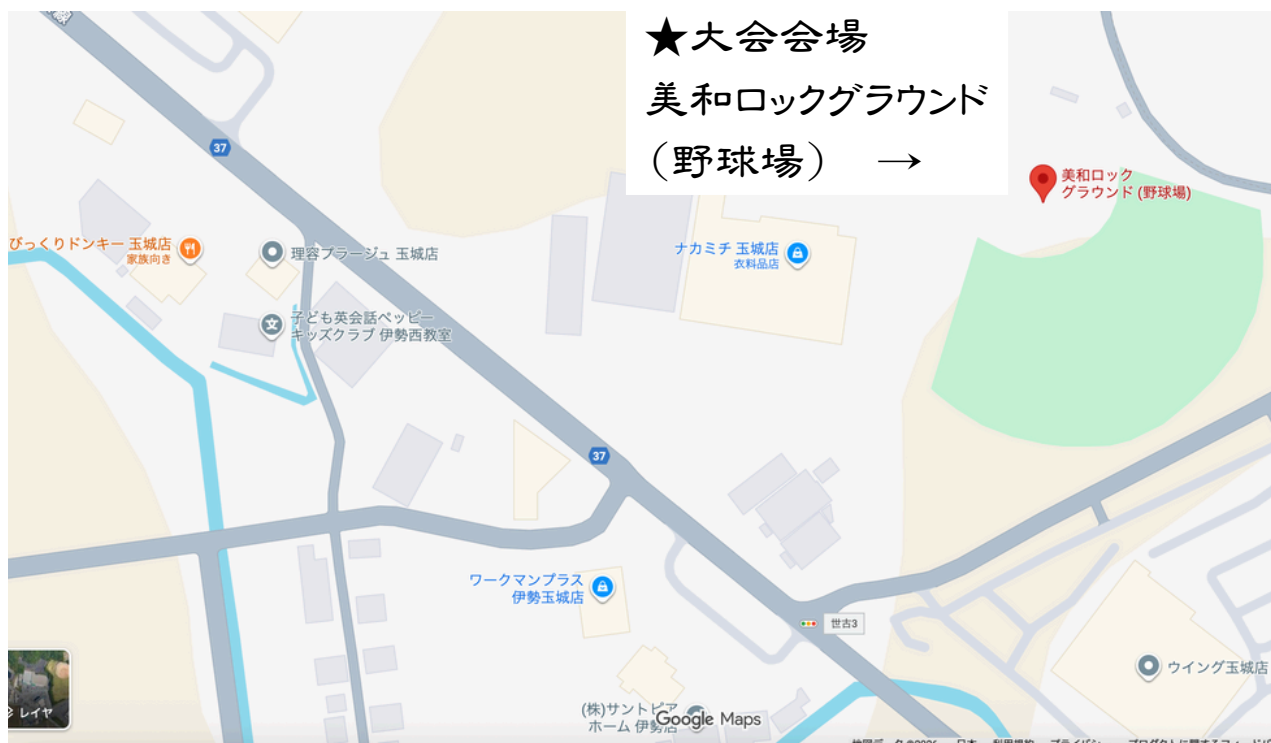 ★大会会場
美和ロックグラウンド
(野球場) →
37
美和ロック
グラウンド (野球場)
びっくりドンキー 玉城店
家族向き
理容プラージュ 玉城店
ナカミチ 玉城店
衣料品店
子ども英会話ペッピー
キッズクラブ 伊勢西教室
37
ワークマンプラス
伊勢玉城店
世古3
ウイング玉城店
(株)サントピア
ホーム 伊勢店
レイヤ
Google Maps